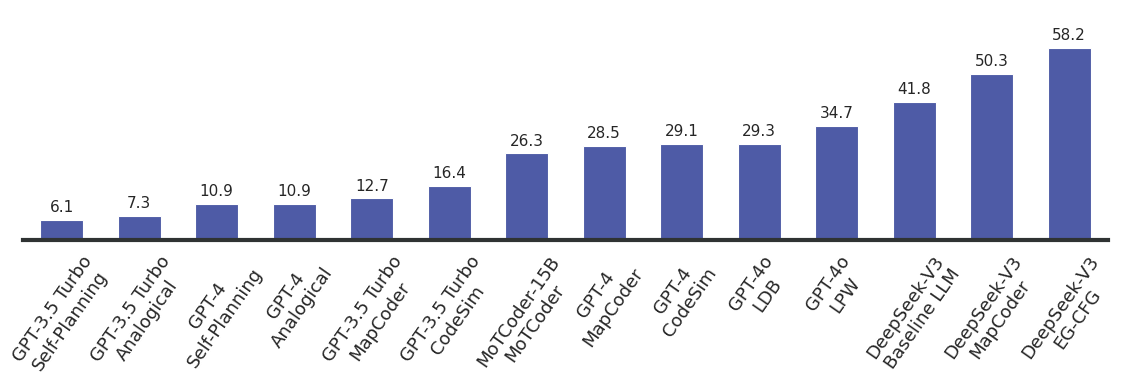 6.1
7.3
10.9
10.9
12.7
16.4
26.3
28.5
29.1
29.3
34.7
41.8
50.3
58.2
GPT-3.5 Turbo
Self-Planning
GPT-3.5 Turbo
Analogical
GPT-4
Self-Planning
GPT-4
Analogical
GPT-3.5 Turbo
MapCoder
GPT-3.5 Turbo
CodeSim
MoTCoder-15B
MoTCoder
GPT-4
MapCoder
GPT-4
CodeSim
GPT-4o
LDB
GPT-4o
LPW
DeepSeek-V3
Baseline LLM
DeepSeek-V3
MapCoder
DeepSeek-V3
EG-CFG